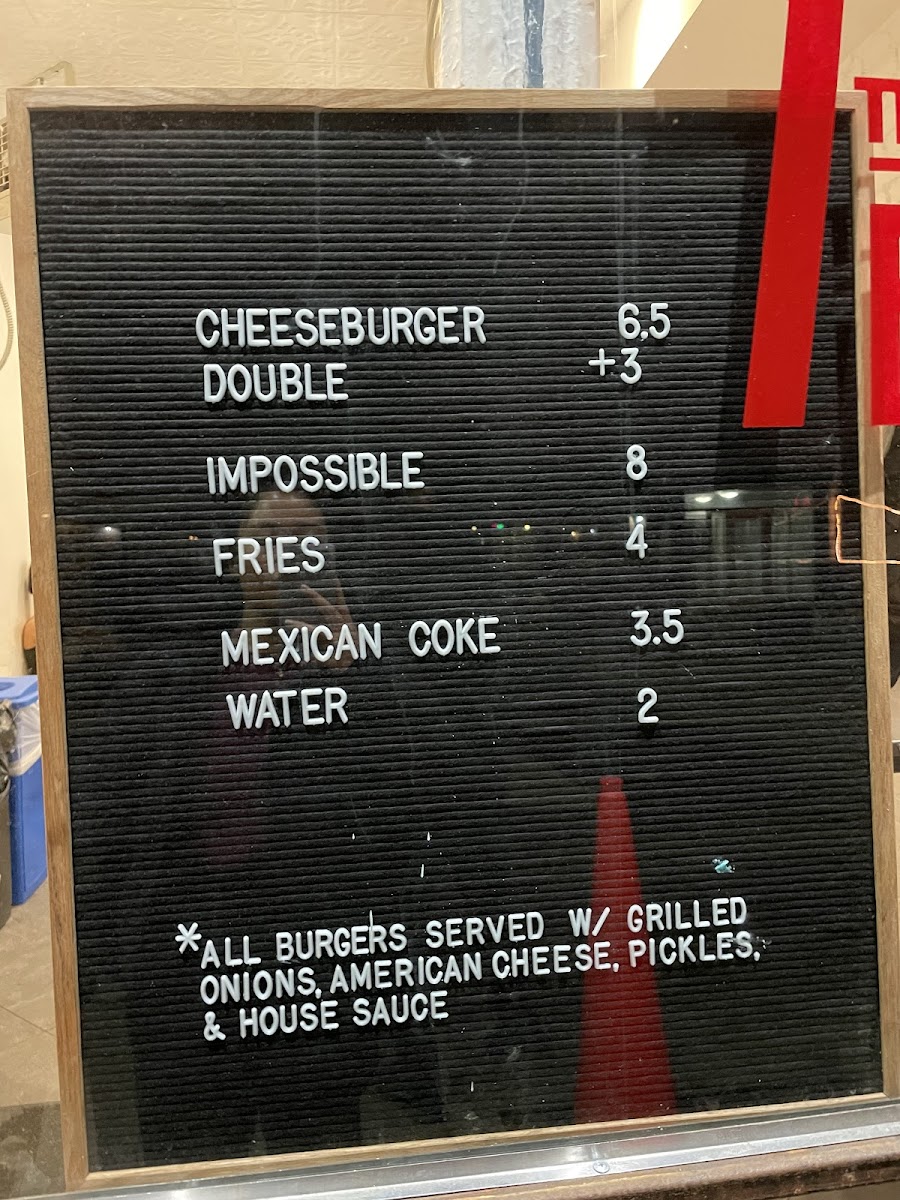 CHEESEBURGER 6,5
DOUBLE +3
IMPOSSIBLE 8
FRIES 4
MEXICAN COKE 3.5
WATER 2
*ALL BURGERS SERVED W/ GRILLED
ONIONS, AMERICAN CHEESE, PICKLES,
& HOUSE SAUCE